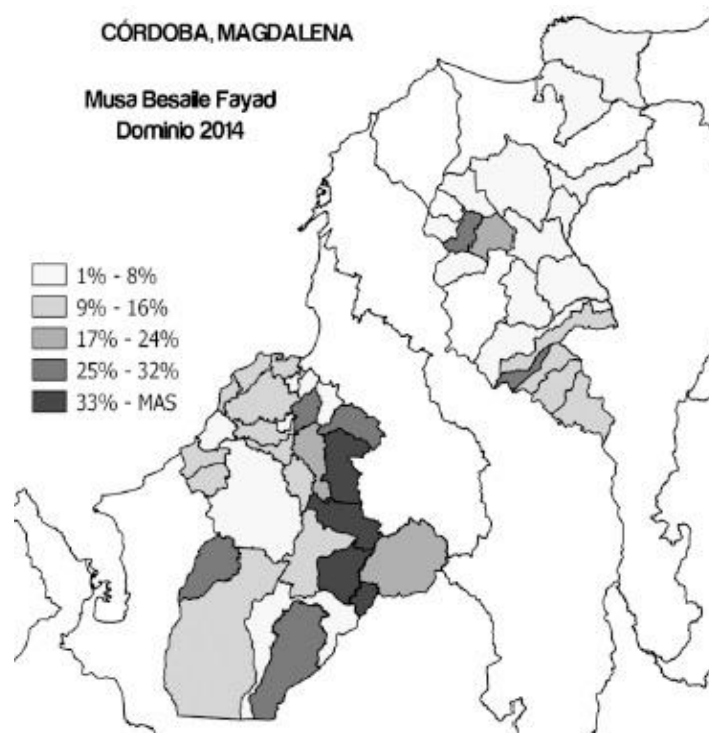 CÓRDOBA, MAGDALENA
Musa Besaile Fayad
Dominio 2014
1% - 8%
9% - 16%
17% - 24%
25% - 32%
33% - MAS